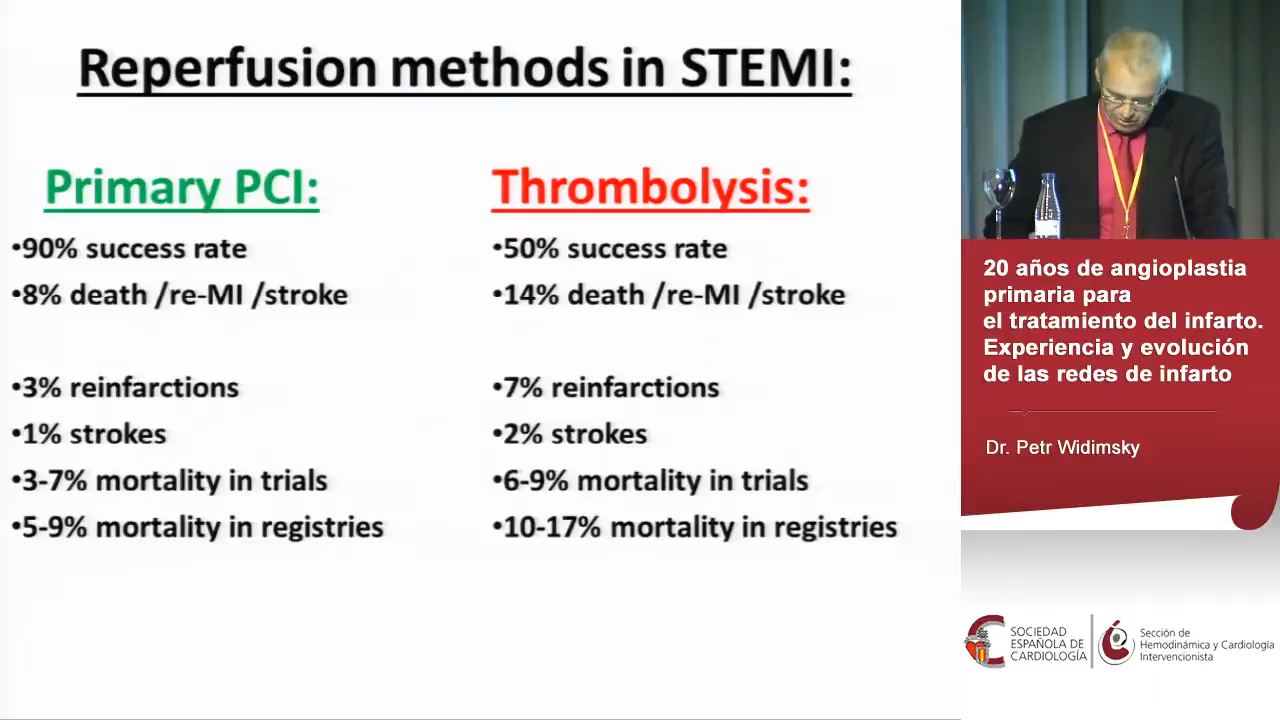 Reperfusion methods in STEMI:
Primary PCI:
•90% success rate
•8% death /re-MI /stroke
•3% reinfarctions
•1% strokes
•3-7% mortality in trials
•5-9% mortality in registries
Thrombolysis:
•50% success rate
•14% death /re-MI /stroke
•7% reinfarctions
•2% strokes
•6-9% mortality in trials
•10-17% mortality in registries
20 años de angioplastia
primaria para
el tratamiento del infarto.
Experiencia y evolución
de las redes de infarto
Dr. Petr Widimsky
SOCIEDAD
ESPAÑOLA DE
CARDIOLOGÍA
Sección de
Hemodinámica y Cardiología
Intervencionista